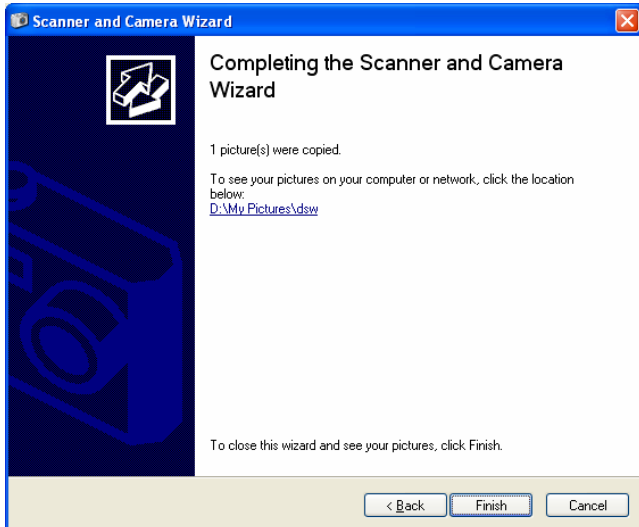 Scanner and Camera Wizard
Completing the Scanner and Camera
Wizard
1 picture(s) were copied.
To see your pictures on your computer or network, click the location
below:
D:\My Pictures\dsw
To close this wizard and see your pictures, click Finish.
< Back Finish Cancel